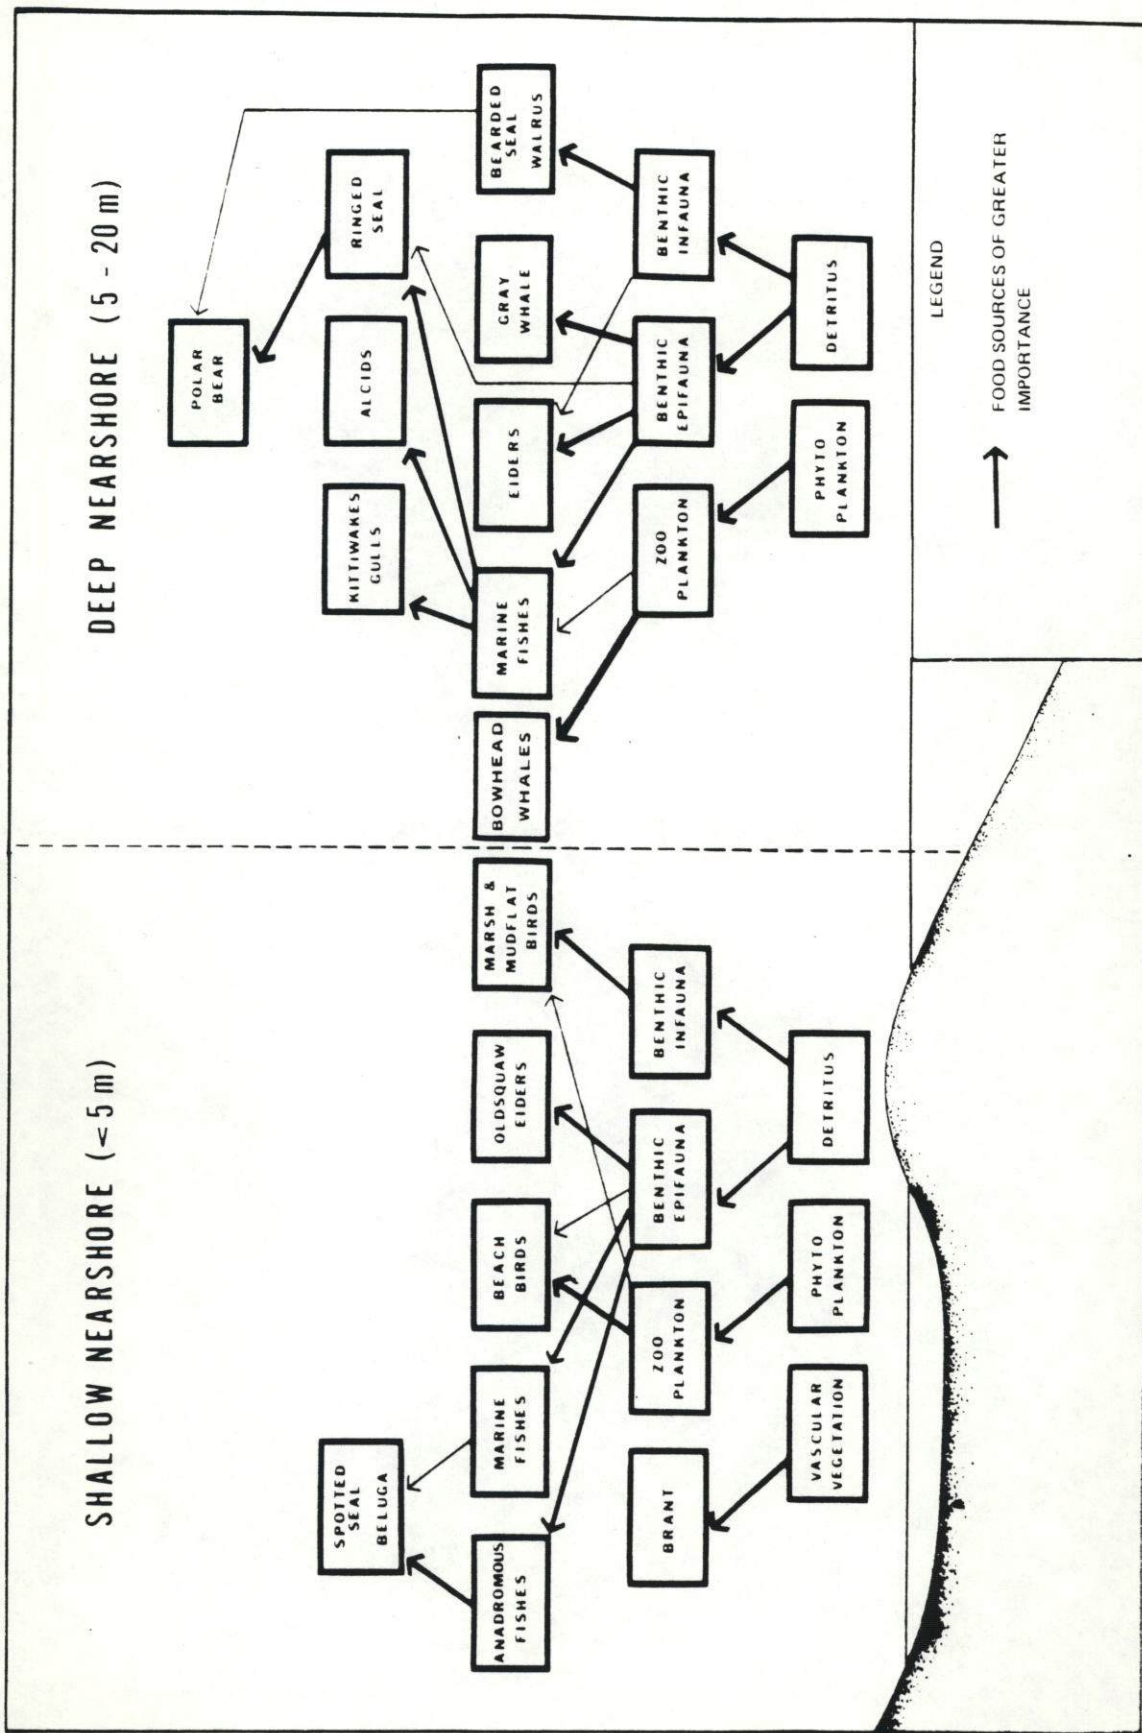 SHALLOW NEARSHORE (< 5 m)
SPOTTED
SEAL
BELUGA
ANADROMOUS
FISHES
MARINE
FISHES
BEACH
BIRDS
OLDSQUAW
EIDERS
MARSH &
MUDFLAT
BIRDS
BRANT
ZOO
PLANKTON
BENTHIC
EPIFAUNA
BENTHIC
INFAUNA
VASCULAR
VEGETATION
PHYTO
PLANKTON
DETRITUS
DEEP NEARSHORE (5 - 20 m)
POLAR
BEAR
KITTIWAKES
GULLS
ALCIDS
RINGED
SEAL
BOWHEAD
WHALES
MARINE
FISHES
EIDERS
GRAY
WHALE
BEARDED
SEAL
WALRUS
ZOO
PLANKTON
BENTHIC
EPIFAUNA
BENTHIC
INFAUNA
PHYTO
PLANKTON
DETRITUS
LEGEND
FOOD SOURCES OF GREATER
IMPORTANCE